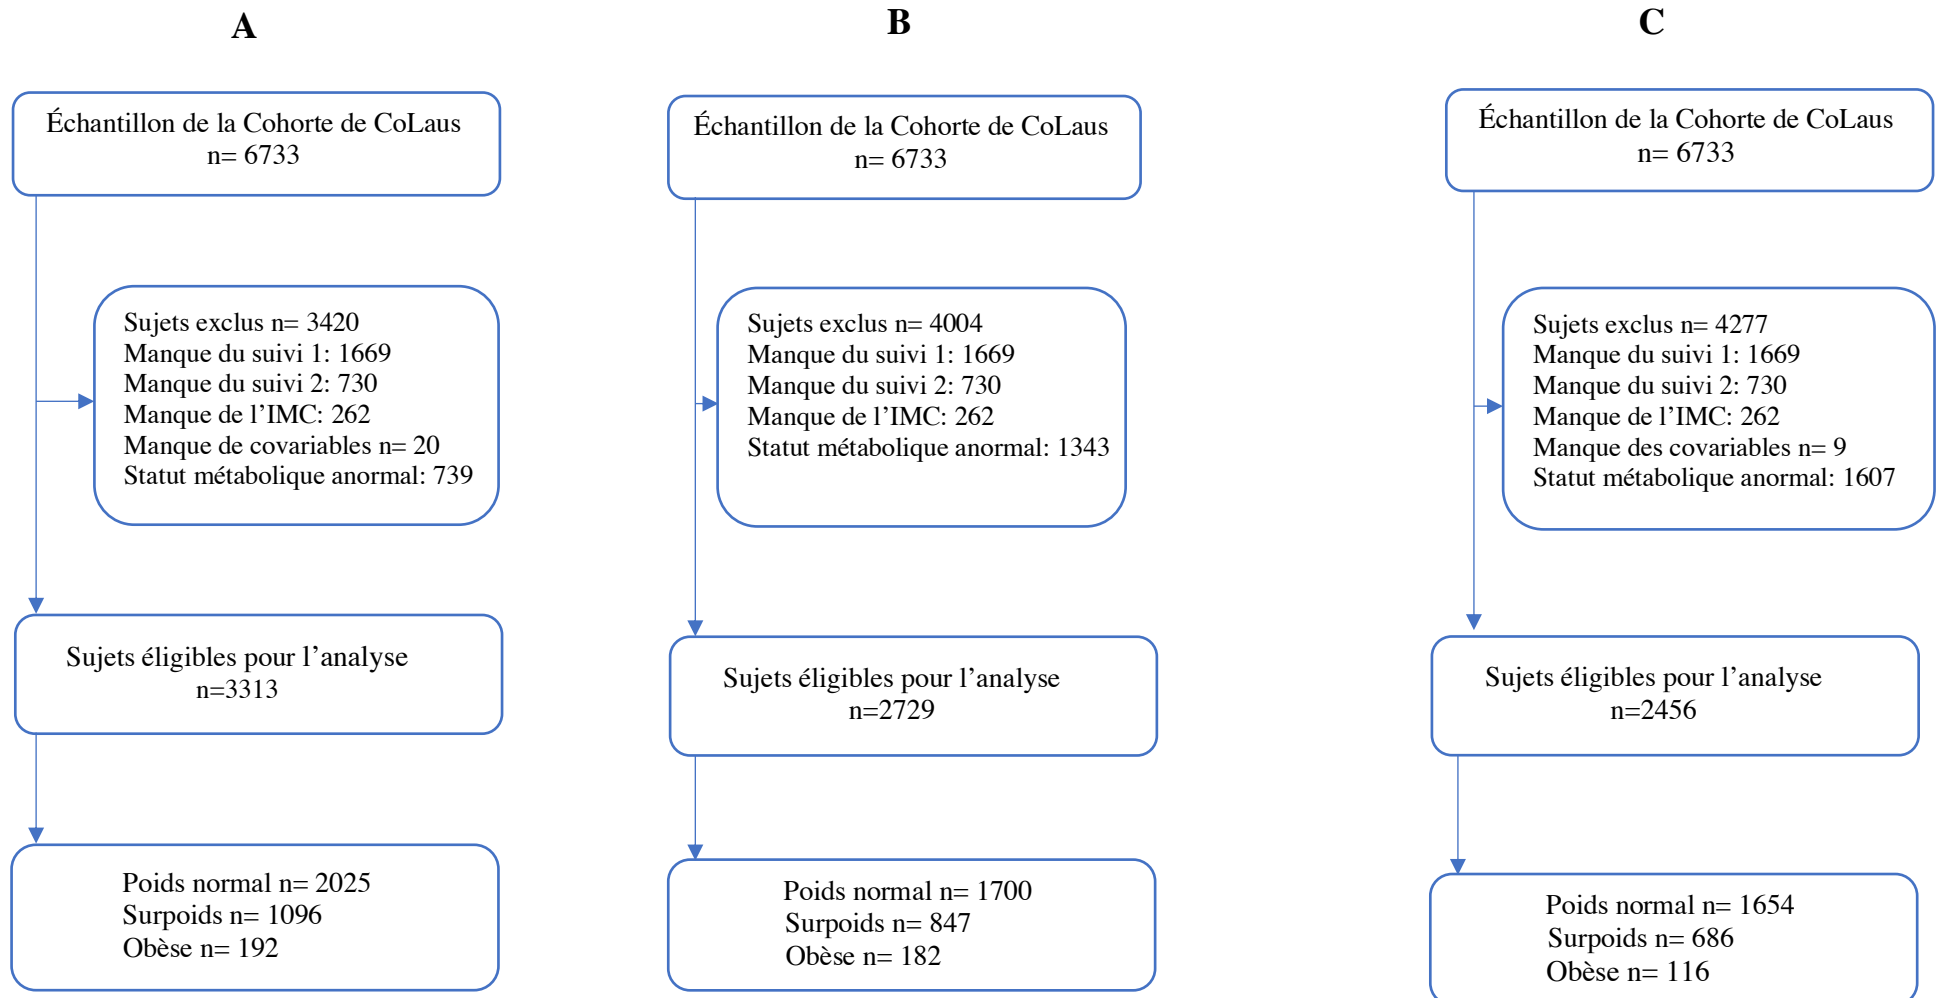 A
Échantillon de la Cohorte de CoLaus
n= 6733
Sujets exclus n= 3420
Manque du suivi 1: 1669
Manque du suivi 2: 730
Manque de l’IMC: 262
Manque de covariables n= 20
Statut métabolique anormal: 739
Sujets éligibles pour l’analyse
n=3313
Poids normal n= 2025
Surpoids n= 1096
Obèse n= 192
B
Échantillon de la Cohorte de CoLaus
n= 6733
Sujets exclus n= 4004
Manque du suivi 1: 1669
Manque du suivi 2: 730
Manque de l’IMC: 262
Statut métabolique anormal: 1343
Sujets éligibles pour l’analyse
n=2729
Poids normal n= 1700
Surpoids n= 847
Obèse n= 182
C
Échantillon de la Cohorte de CoLaus
n= 6733
Sujets exclus n= 4277
Manque du suivi 1: 1669
Manque du suivi 2: 730
Manque de l’IMC: 262
Manque des covariables n= 9
Statut métabolique anormal: 1607
Sujets éligibles pour l’analyse
n=2456
Poids normal n= 1654
Surpoids n= 686
Obèse n= 116